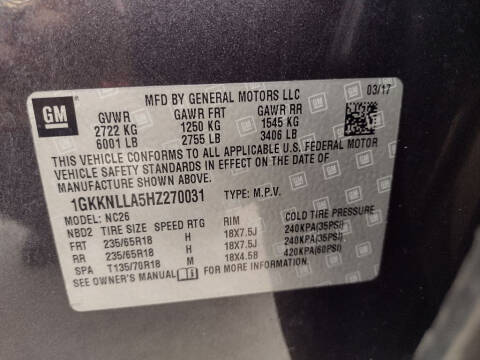 GM
MFD BY GENERAL MOTORS LLC
03/17
GVWR GAWR FRT GAWR RR
2722 KG 1250 KG 1545 KG
6001 LB 2755 LB 3406 LB
THIS VEHICLE CONFORMS TO ALL APPLICABLE U.S. FEDERAL MOTOR
VEHICLE SAFETY STANDARDS IN EFFECT ON THE DATE OF
MANUFACTURE SHOWN ABOVE.
1GKKNLLA5HZ270031 TYPE: M.P.V.
MODEL: NC26
NBD2 TIRE SIZE SPEED RTG RIM COLD TIRE PRESSURE
FRT 235/65R18 H 18X7.5J 240KPA(35PSI)
RR 235/65R18 H 18X7.5J 240KPA(35PSI)
SPA T135/70R18 M 18X4.5B 420KPA(60PSI)
SEE OWNER'S MANUAL FOR MORE INFORMATION.